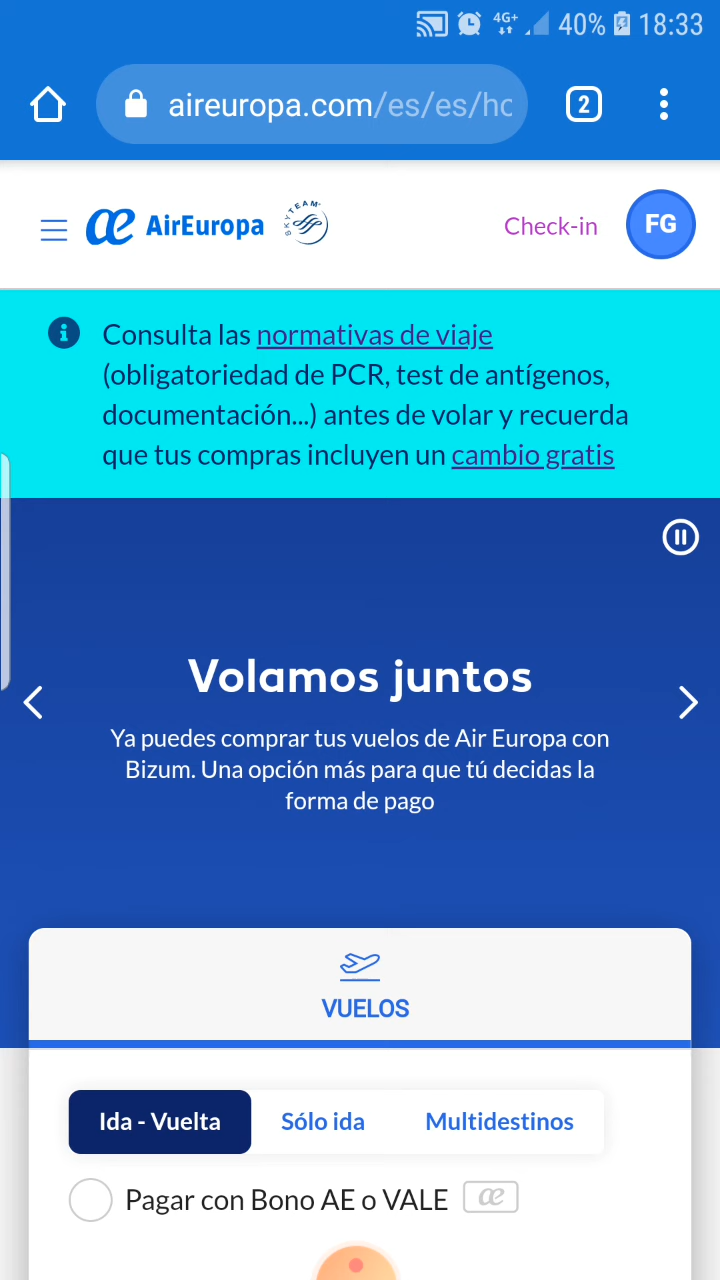 4G+ 40% 18:33
aireuropa.com/es/es/hc
2
AirEuropa SKYTEAM Check-in FG
Consulta las normativas de viaje
(obligatoriedad de PCR, test de antígenos,
documentación...) antes de volar y recuerda
que tus compras incluyen un cambio gratis
Volamos juntos
Ya puedes comprar tus vuelos de Air Europa con
Bizum. Una opción más para que tú decidas la
forma de pago
VUELOS
Ida - Vuelta Sólo ida Multidestinos
Pagar con Bono AE o VALE æ